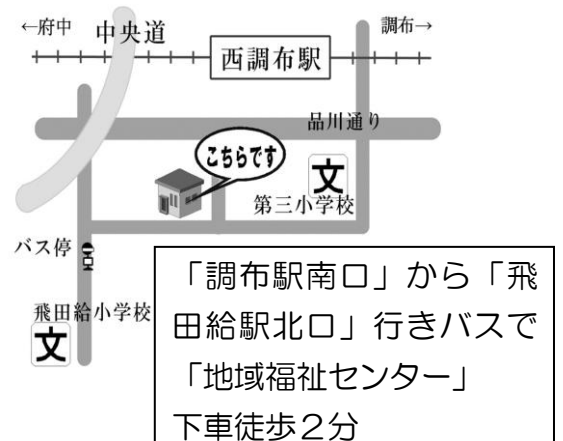 ←府中
中央道
調布→
西調布駅
品川通り
こちらです
文
第三小学校
バス停
飛田給小学校
文
「調布駅南口」から「飛
田給駅北口」行きバスで
「地域福祉センター」
下車徒歩２分